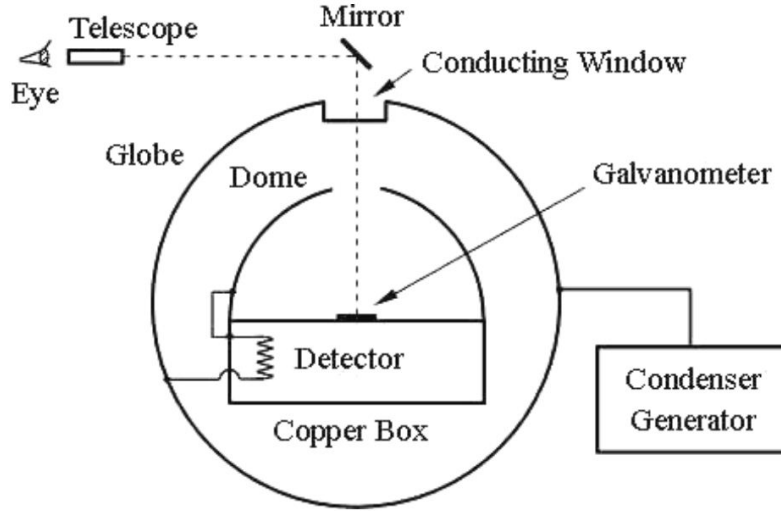 Telescope
Mirror
Eye
Conducting Window
Globe
Dome
Galvanometer
Detector
Copper Box
Condenser
Generator